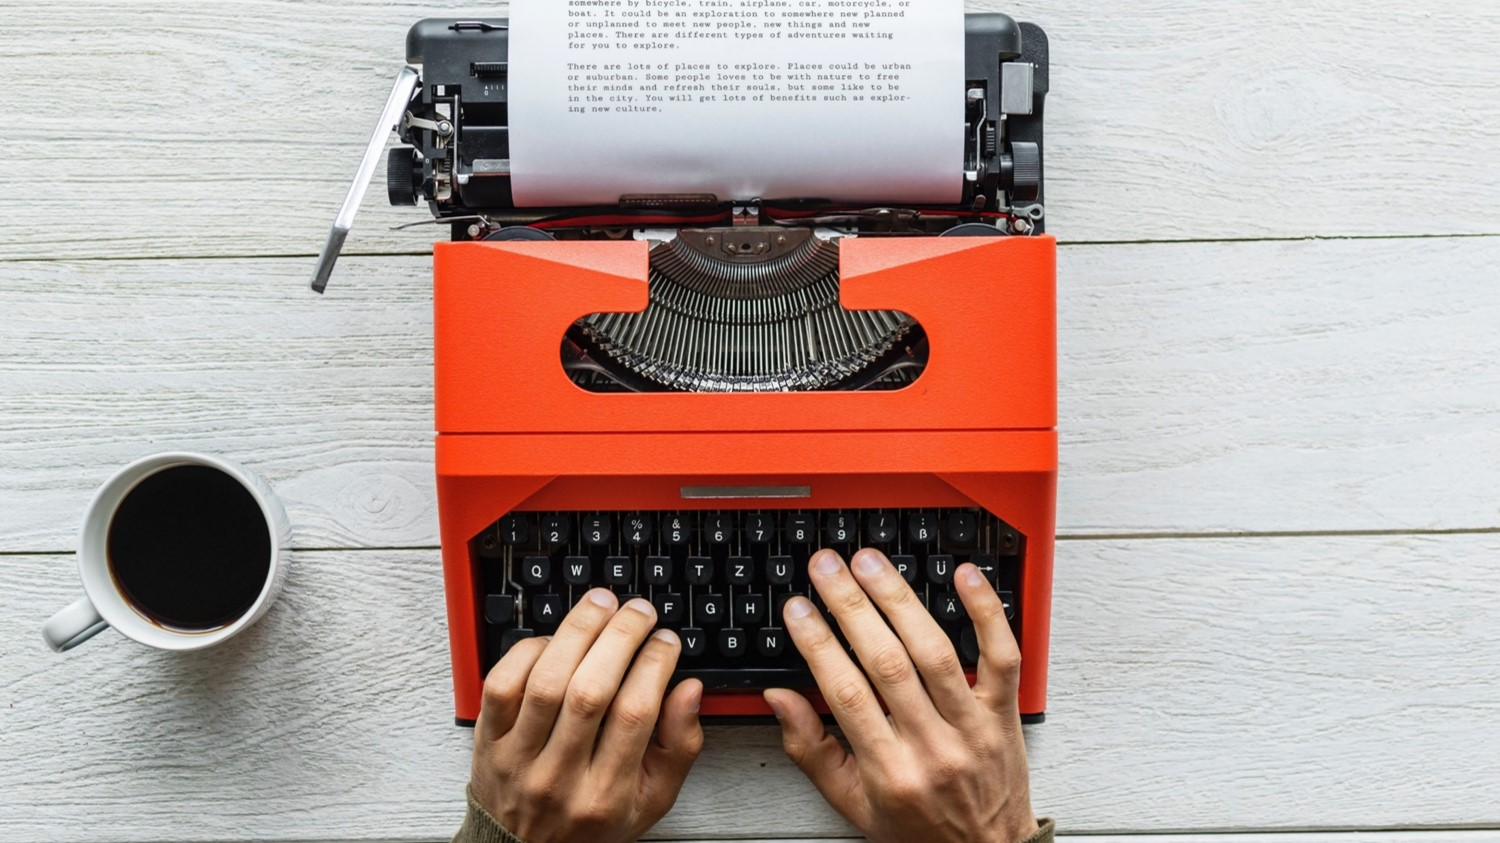 somewhere by bicycle, train, airplane, car, motorcycle, or
boat. It could be an exploration to somewhere new planned
or unplanned to meet new people, new things and new
places. There are different types of adventures waiting
for you to explore.
There are lots of places to explore. Places could be urban
or suburban. Some people loves to be with nature to free
their minds and refresh their souls, but some like to be
in the city. You will get lots of benefits such as explor-
ing new culture,
% & ( ) — § / :
1 2 3 4 5 6 7 8 9 + ß
Q W E R T Z U P Ü
A F G H Ä
V B N